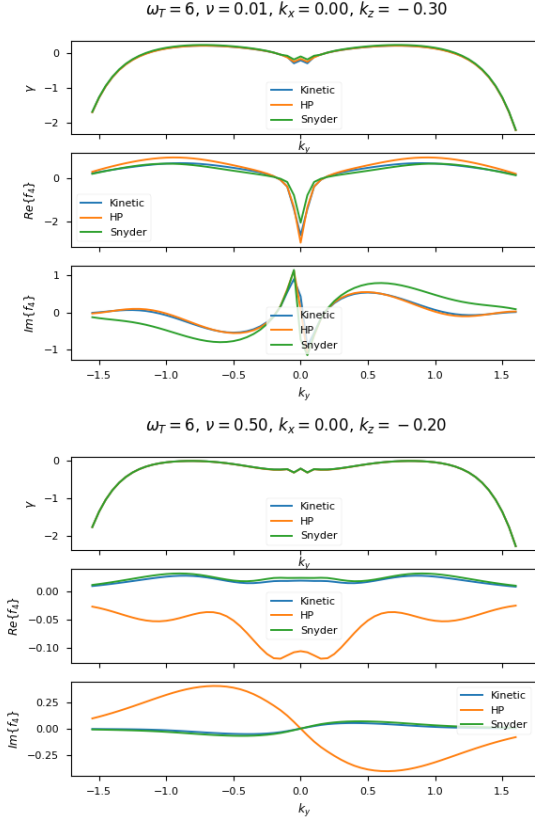 ω_T = 6, ν = 0.01, k_x = 0.00, k_z = −0.30
γ
0
−1
−2
Kinetic
HP
Snyder
k_y
Re{f_4}
0
−2
Kinetic
HP
Snyder
Im{f_4}
1
0
−1
Kinetic
HP
Snyder
−1.5 −1.0 −0.5 0.0 0.5 1.0 1.5
k_y
ω_T = 6, ν = 0.50, k_x = 0.00, k_z = −0.20
γ
0
−1
−2
Kinetic
HP
Snyder
k_y
Re{f_4}
0.00
−0.05
−0.10
Kinetic
HP
Snyder
Im{f_4}
0.25
0.00
−0.25
Kinetic
HP
Snyder
−1.5 −1.0 −0.5 0.0 0.5 1.0 1.5
k_y